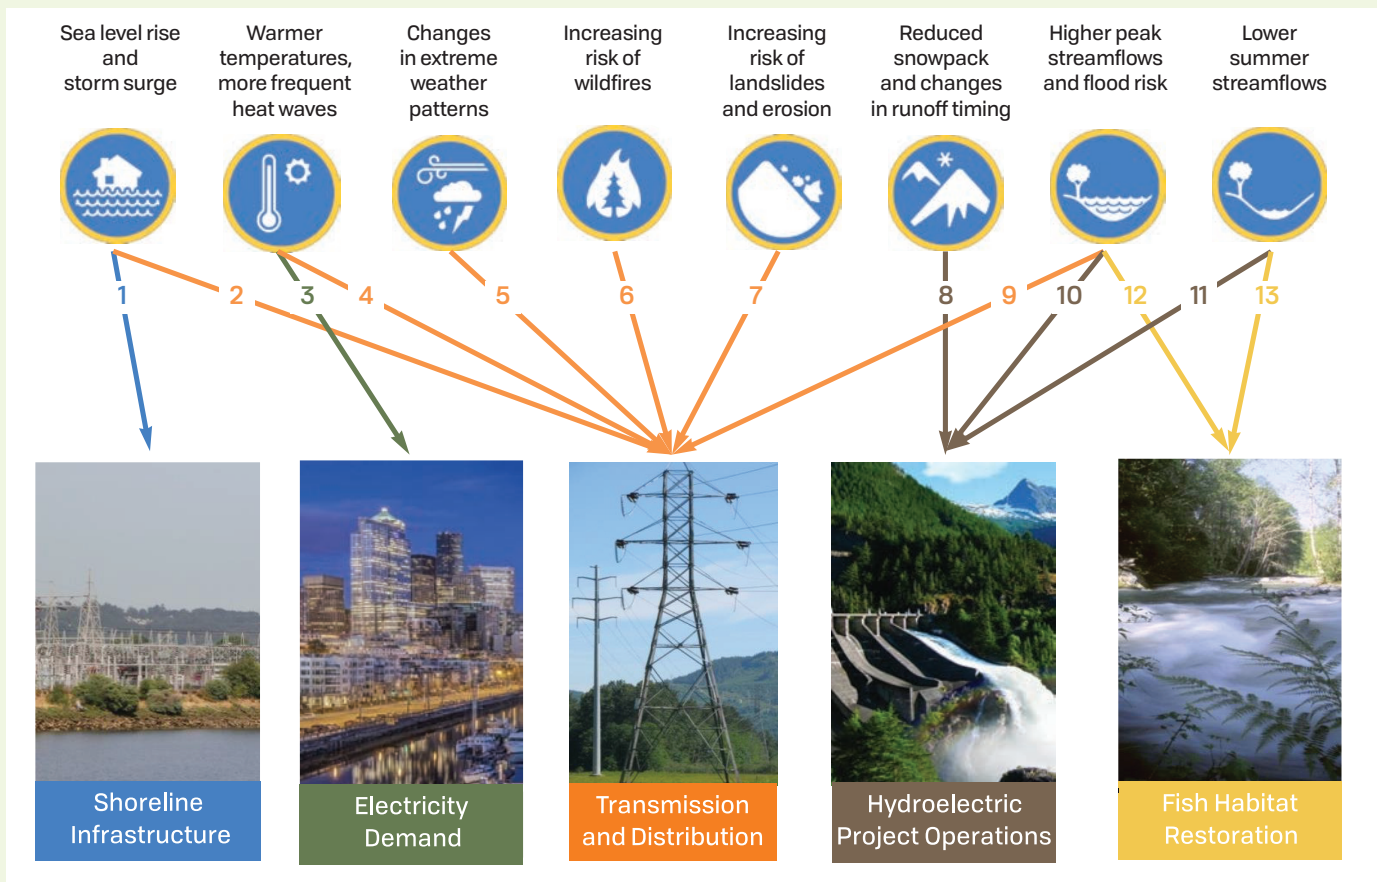 Sea level rise
and
storm surge
Warmer
temperatures,
more frequent
heat waves
Changes
in extreme
weather
patterns
Increasing
risk of
wildfires
Increasing
risk of
landslides
and erosion
Reduced
snowpack
and changes
in runoff timing
Higher peak
streamflows
and flood risk
Lower
summer
streamflows
1
2
3
4
5
6
7
8
9
10
12
11
13
Shoreline
Infrastructure
Electricity
Demand
Transmission
and Distribution
Hydroelectric
Project Operations
Fish Habitat
Restoration